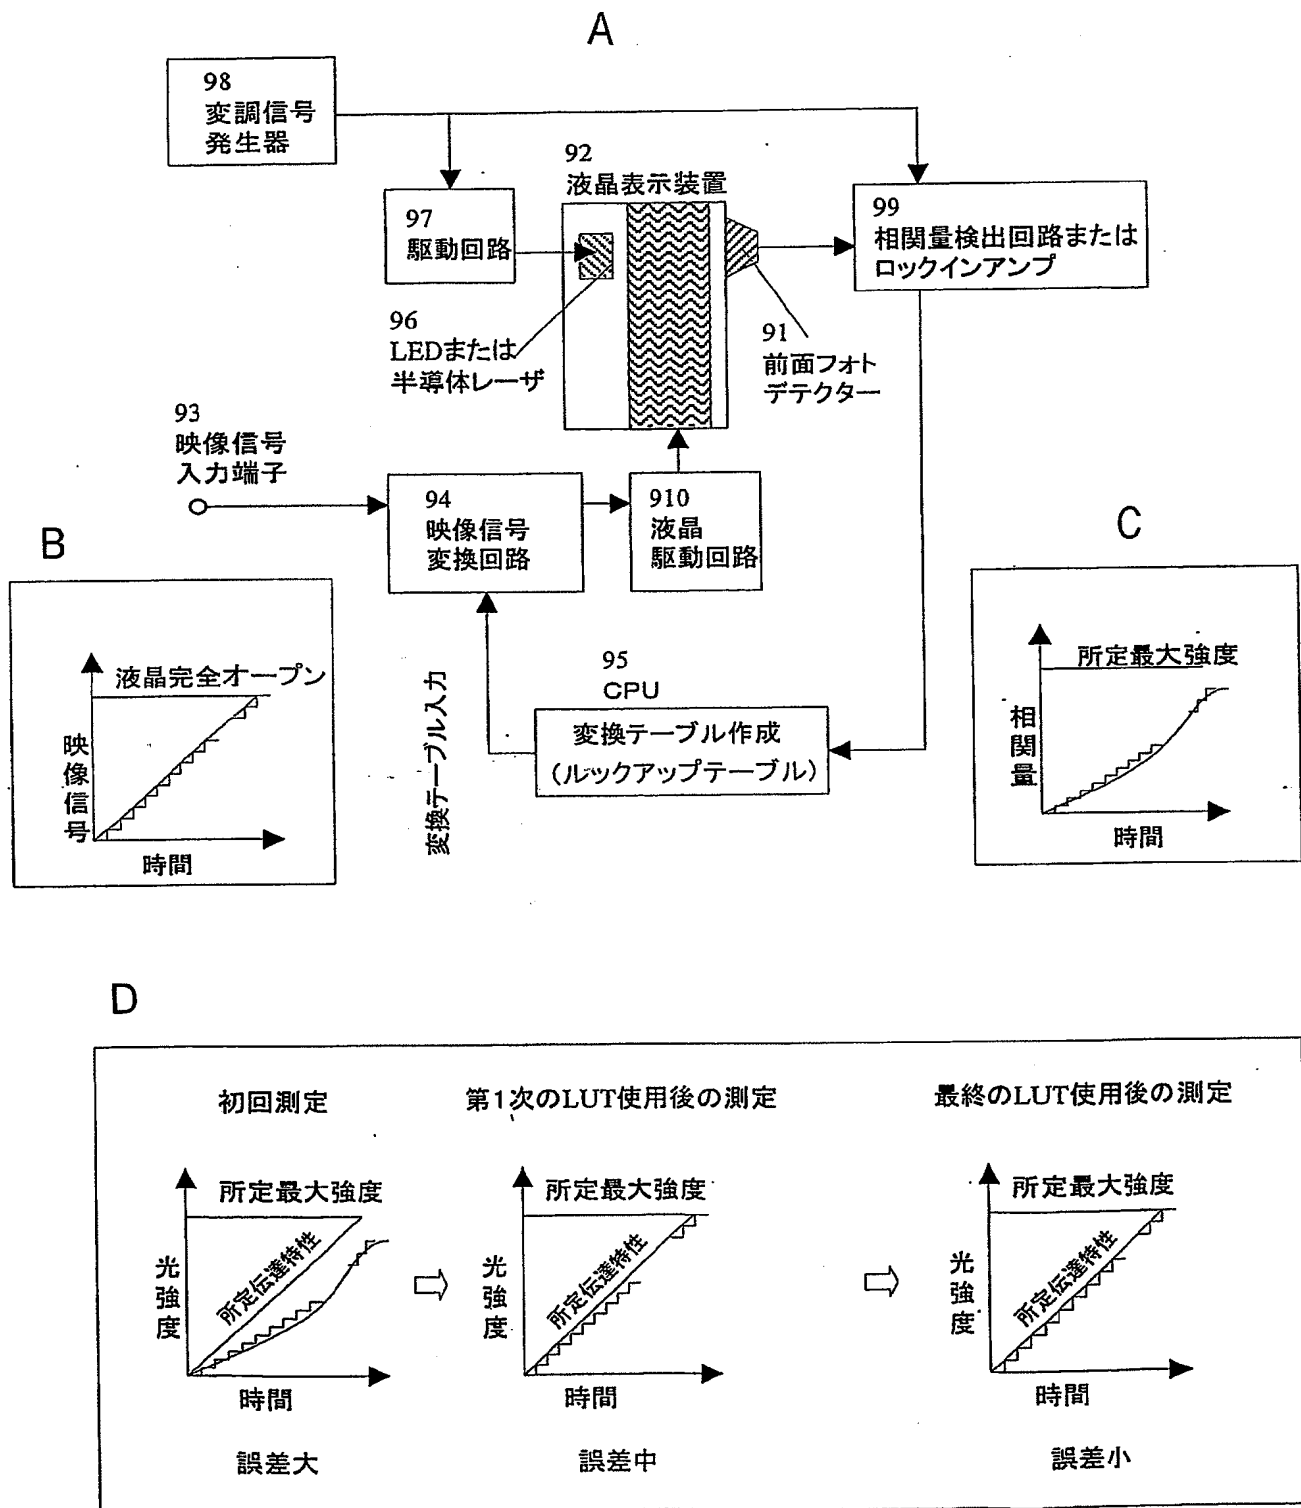 A
98
変調信号
発生器
92
液晶表示装置
97
駆動回路
99
相関量検出回路または
ロックインアンプ
96
LEDまたは
半導体レーザ
91
前面フォト
デテクター
93
映像信号
入力端子
94
映像信号
変換回路
910
液晶
駆動回路
B
液晶完全オープン
映像信号
時間
変換テーブル入力
95
CPU
変換テーブル作成
(ルックアップテーブル)
C
所定最大強度
相関量
時間
D
初回測定
所定最大強度
所定伝達特性
光強度
時間
誤差大
第1次のLUT使用後の測定
所定最大強度
所定伝達特性
光強度
時間
誤差中
最終のLUT使用後の測定
所定最大強度
所定伝達特性
光強度
時間
誤差小